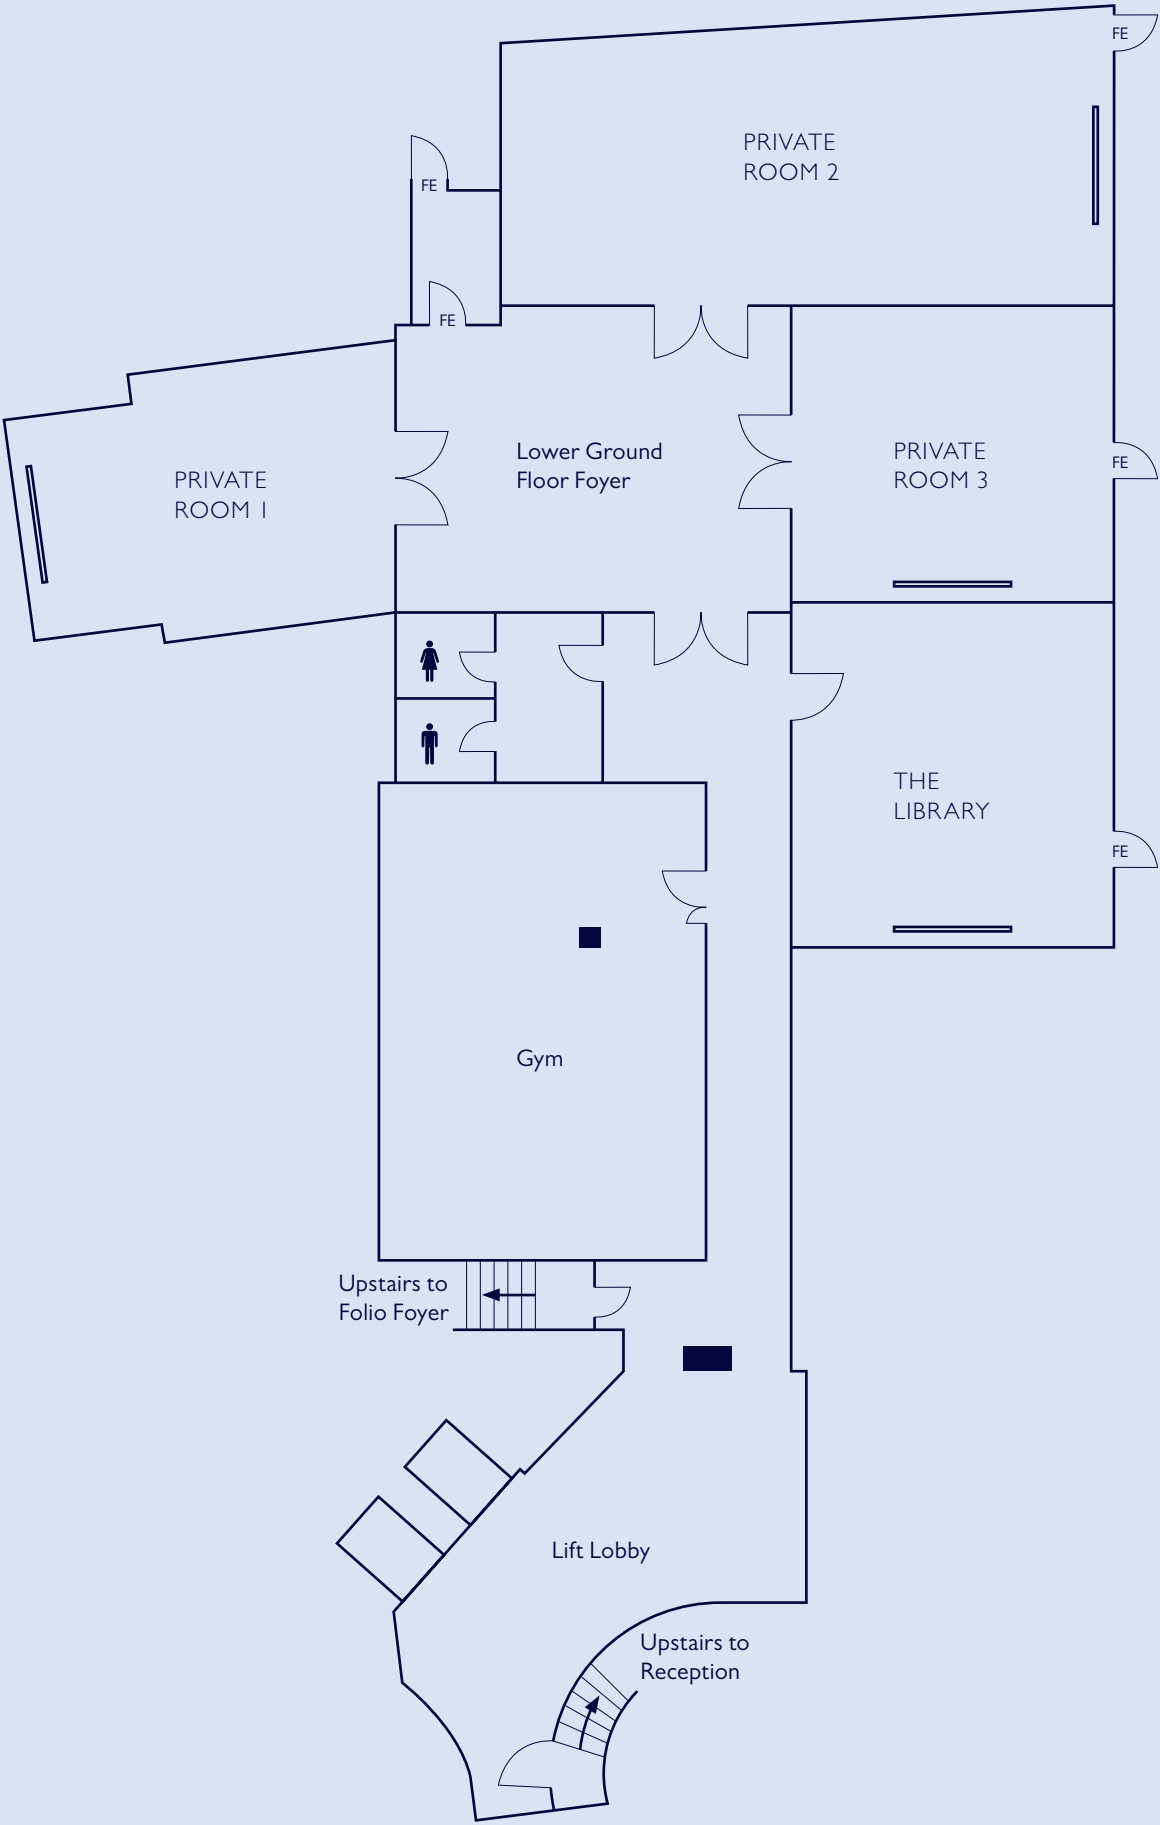 FE
PRIVATE
ROOM 2
FE
FE
Lower Ground
Floor Foyer
PRIVATE
ROOM 3
FE
PRIVATE
ROOM 1
THE
LIBRARY
FE
Gym
Upstairs to
Folio Foyer
Lift Lobby
Upstairs to
Reception